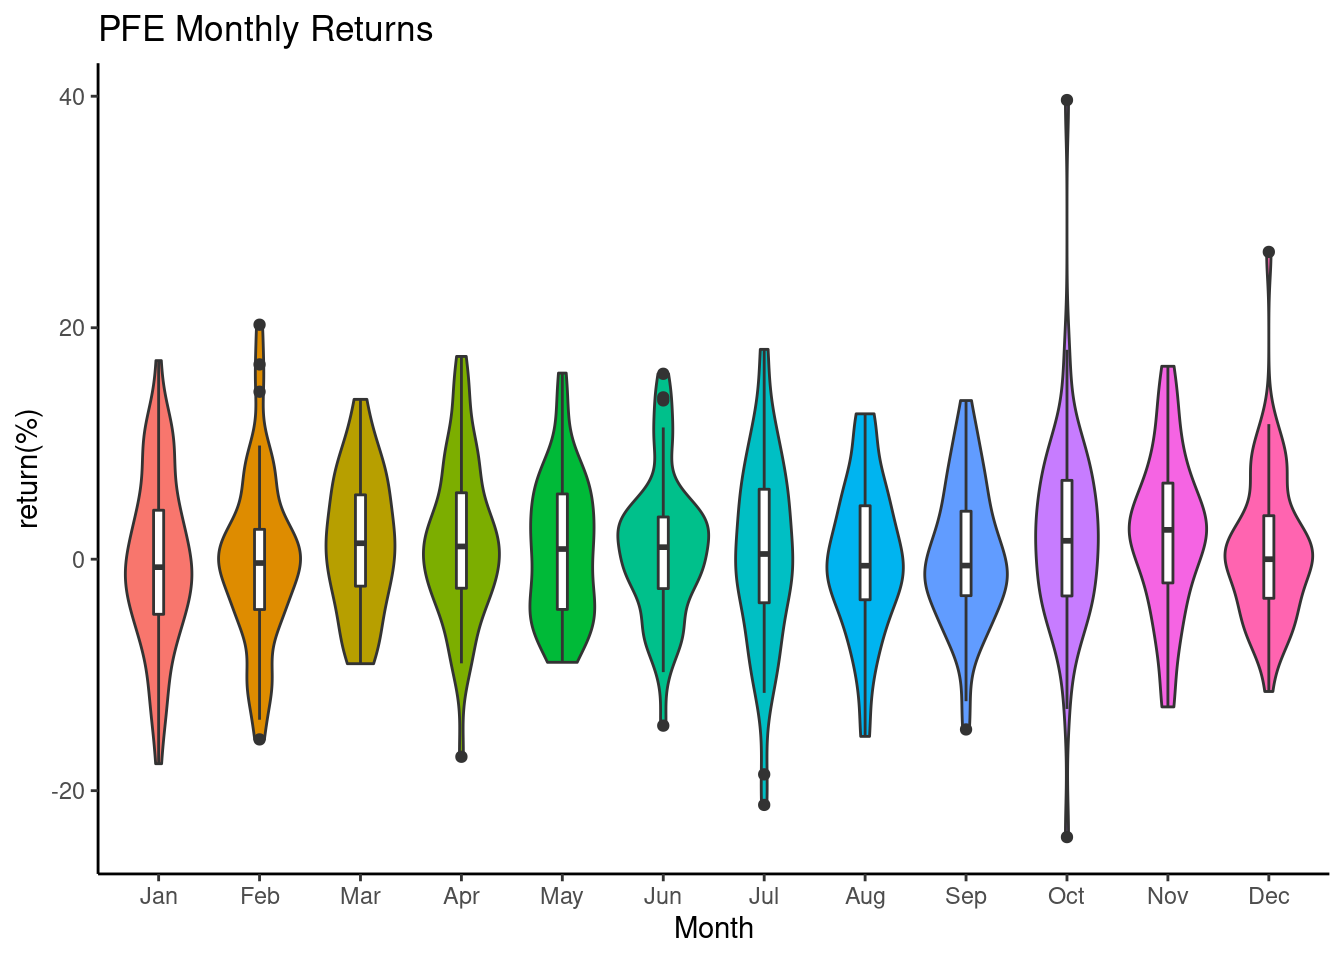 PFE Monthly Returns
return(%)
40
20
0
-20
Jan Feb Mar Apr May Jun Jul Aug Sep Oct Nov Dec
Month